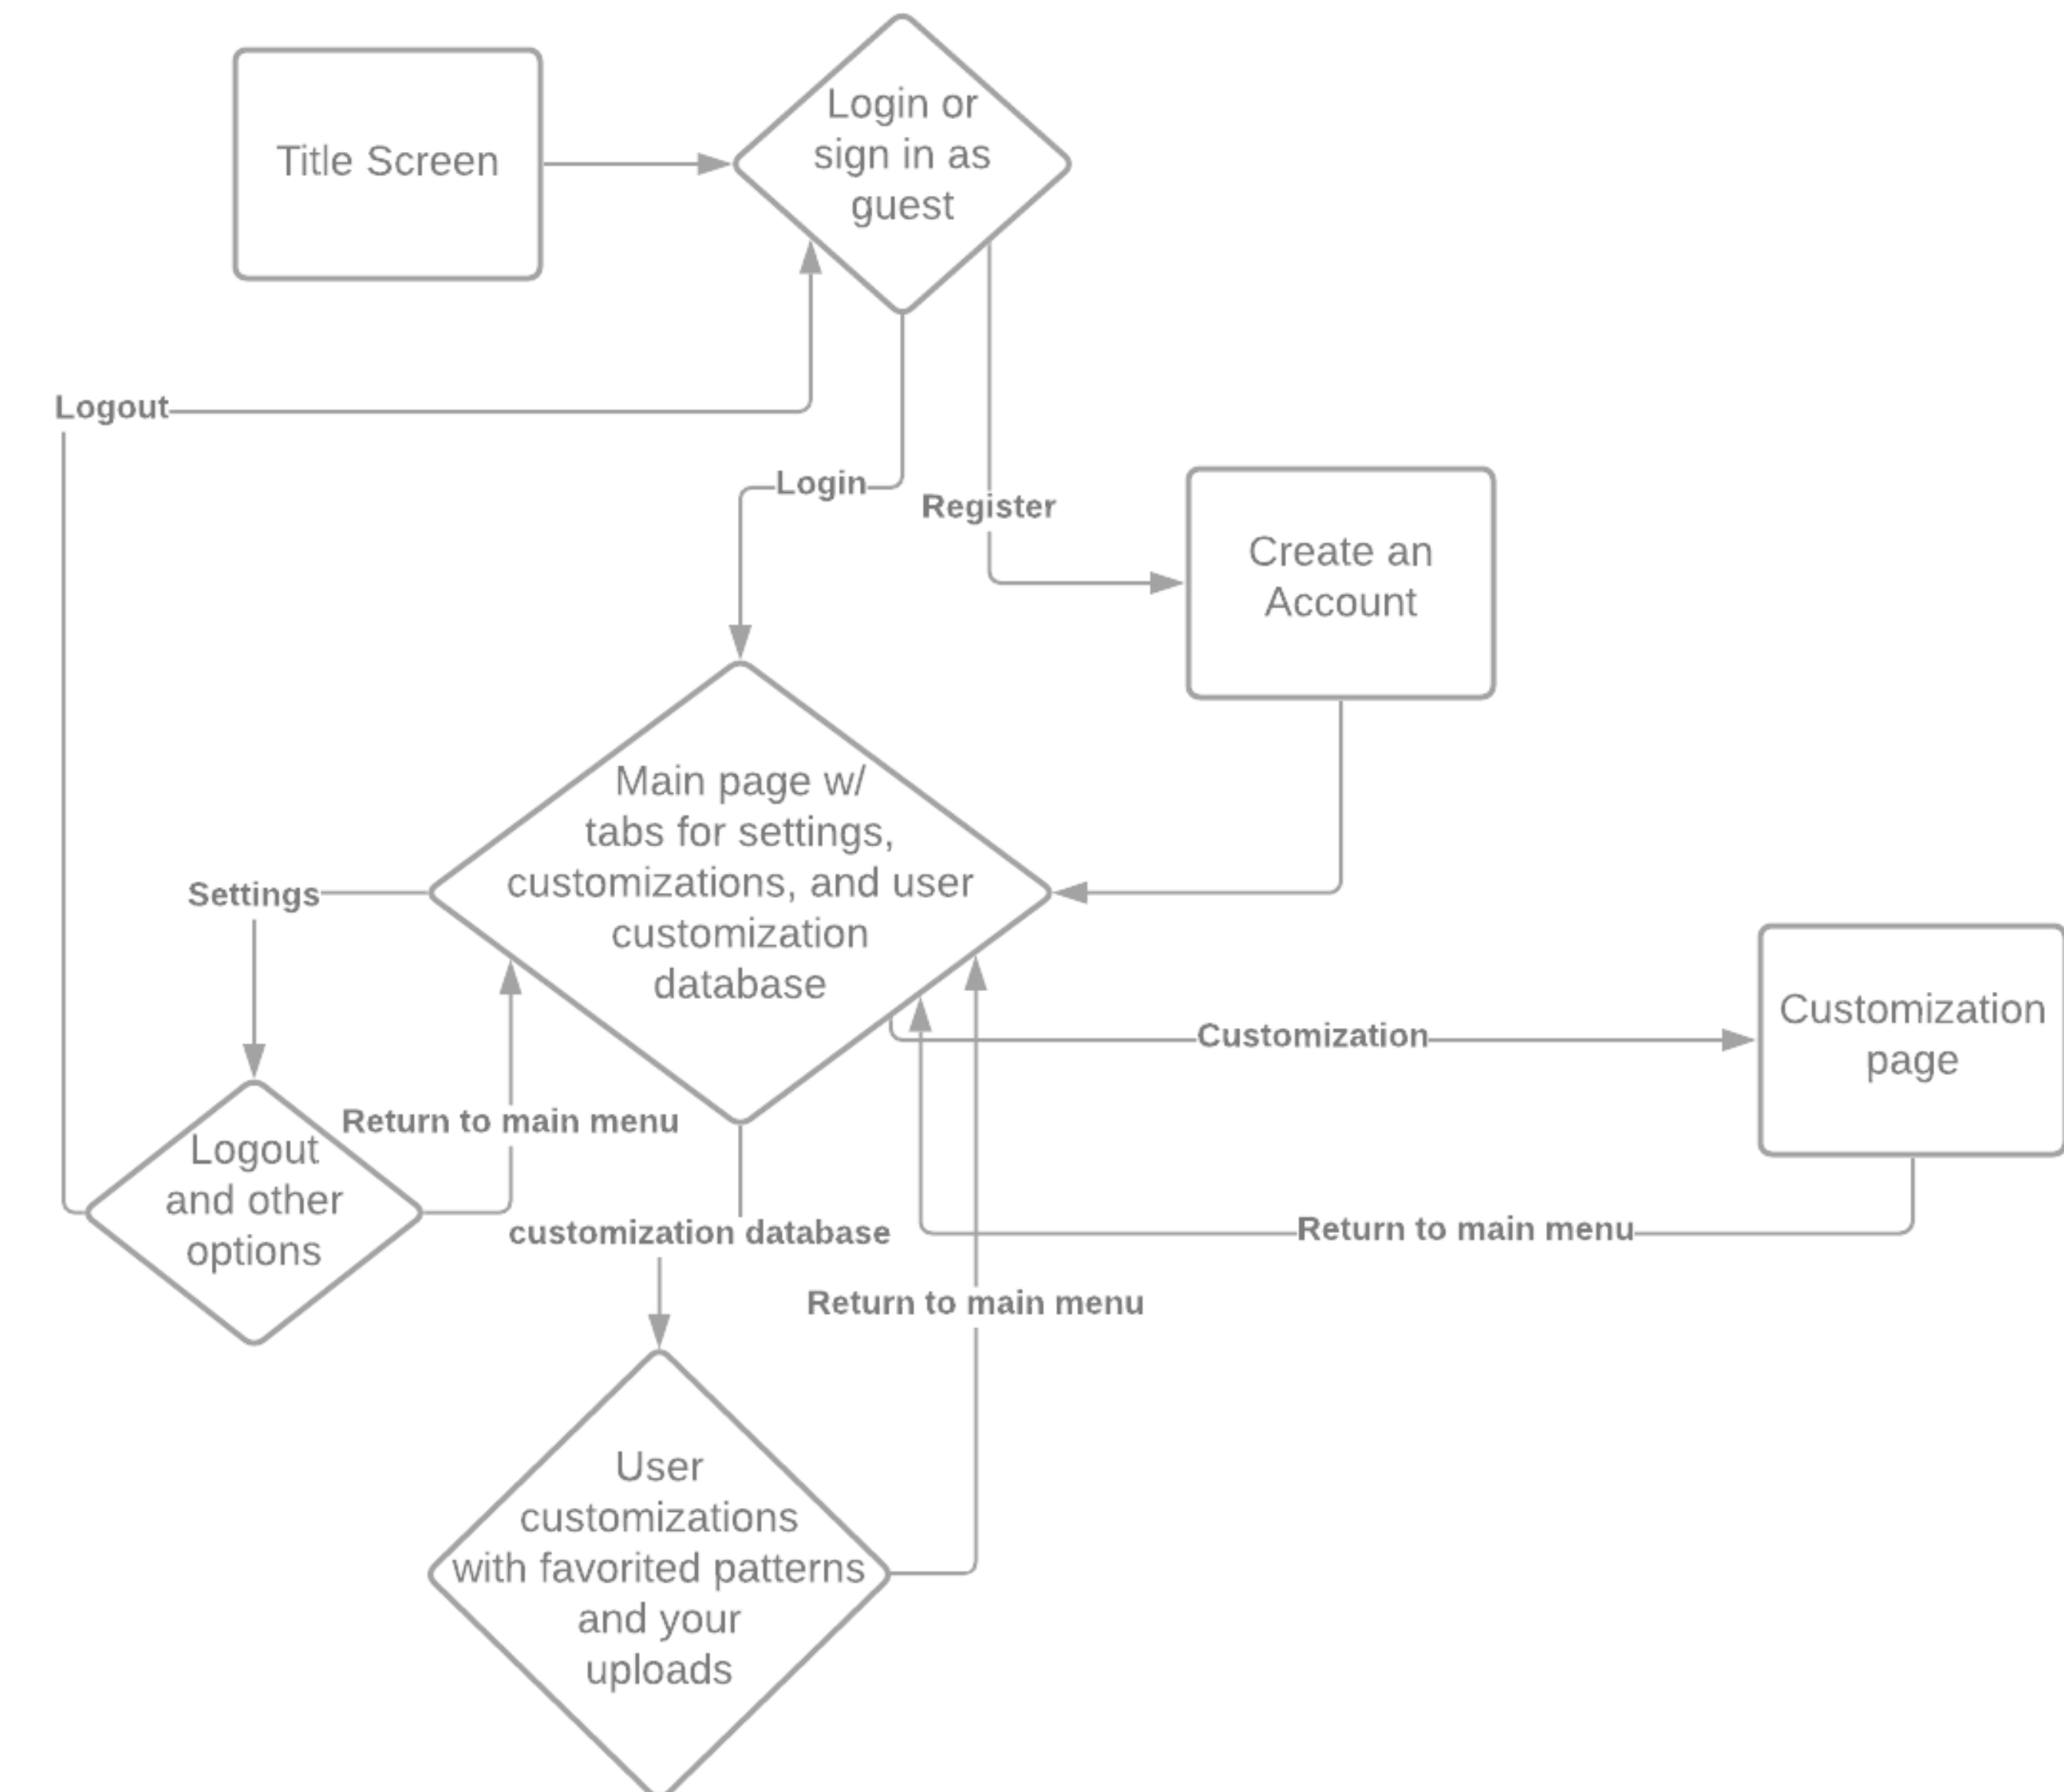 Title Screen
Login or
sign in as
guest
Logout
Login
Register
Create an
Account
Main page w/
tabs for settings,
customizations, and user
customization
database
Settings
Customization
Customization
page
Return to main menu
Logout
and other
options
customization database
Return to main menu
Return to main menu
User
customizations
with favorited patterns
and your
uploads